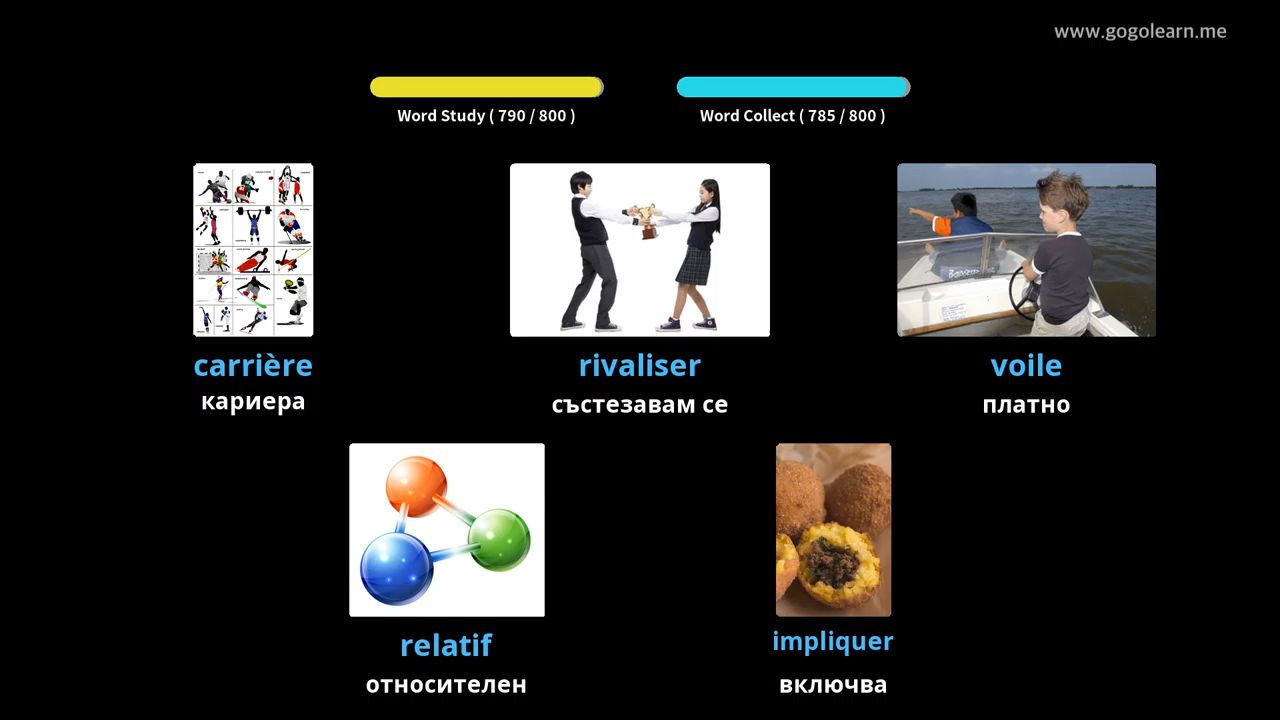 www.gogolearn.me
Word Study ( 790 / 800 )
Word Collect ( 785 / 800 )
carrière
rivaliser
voile
кариера
състезавам се
платно
relatif
impliquer
относителен
включва